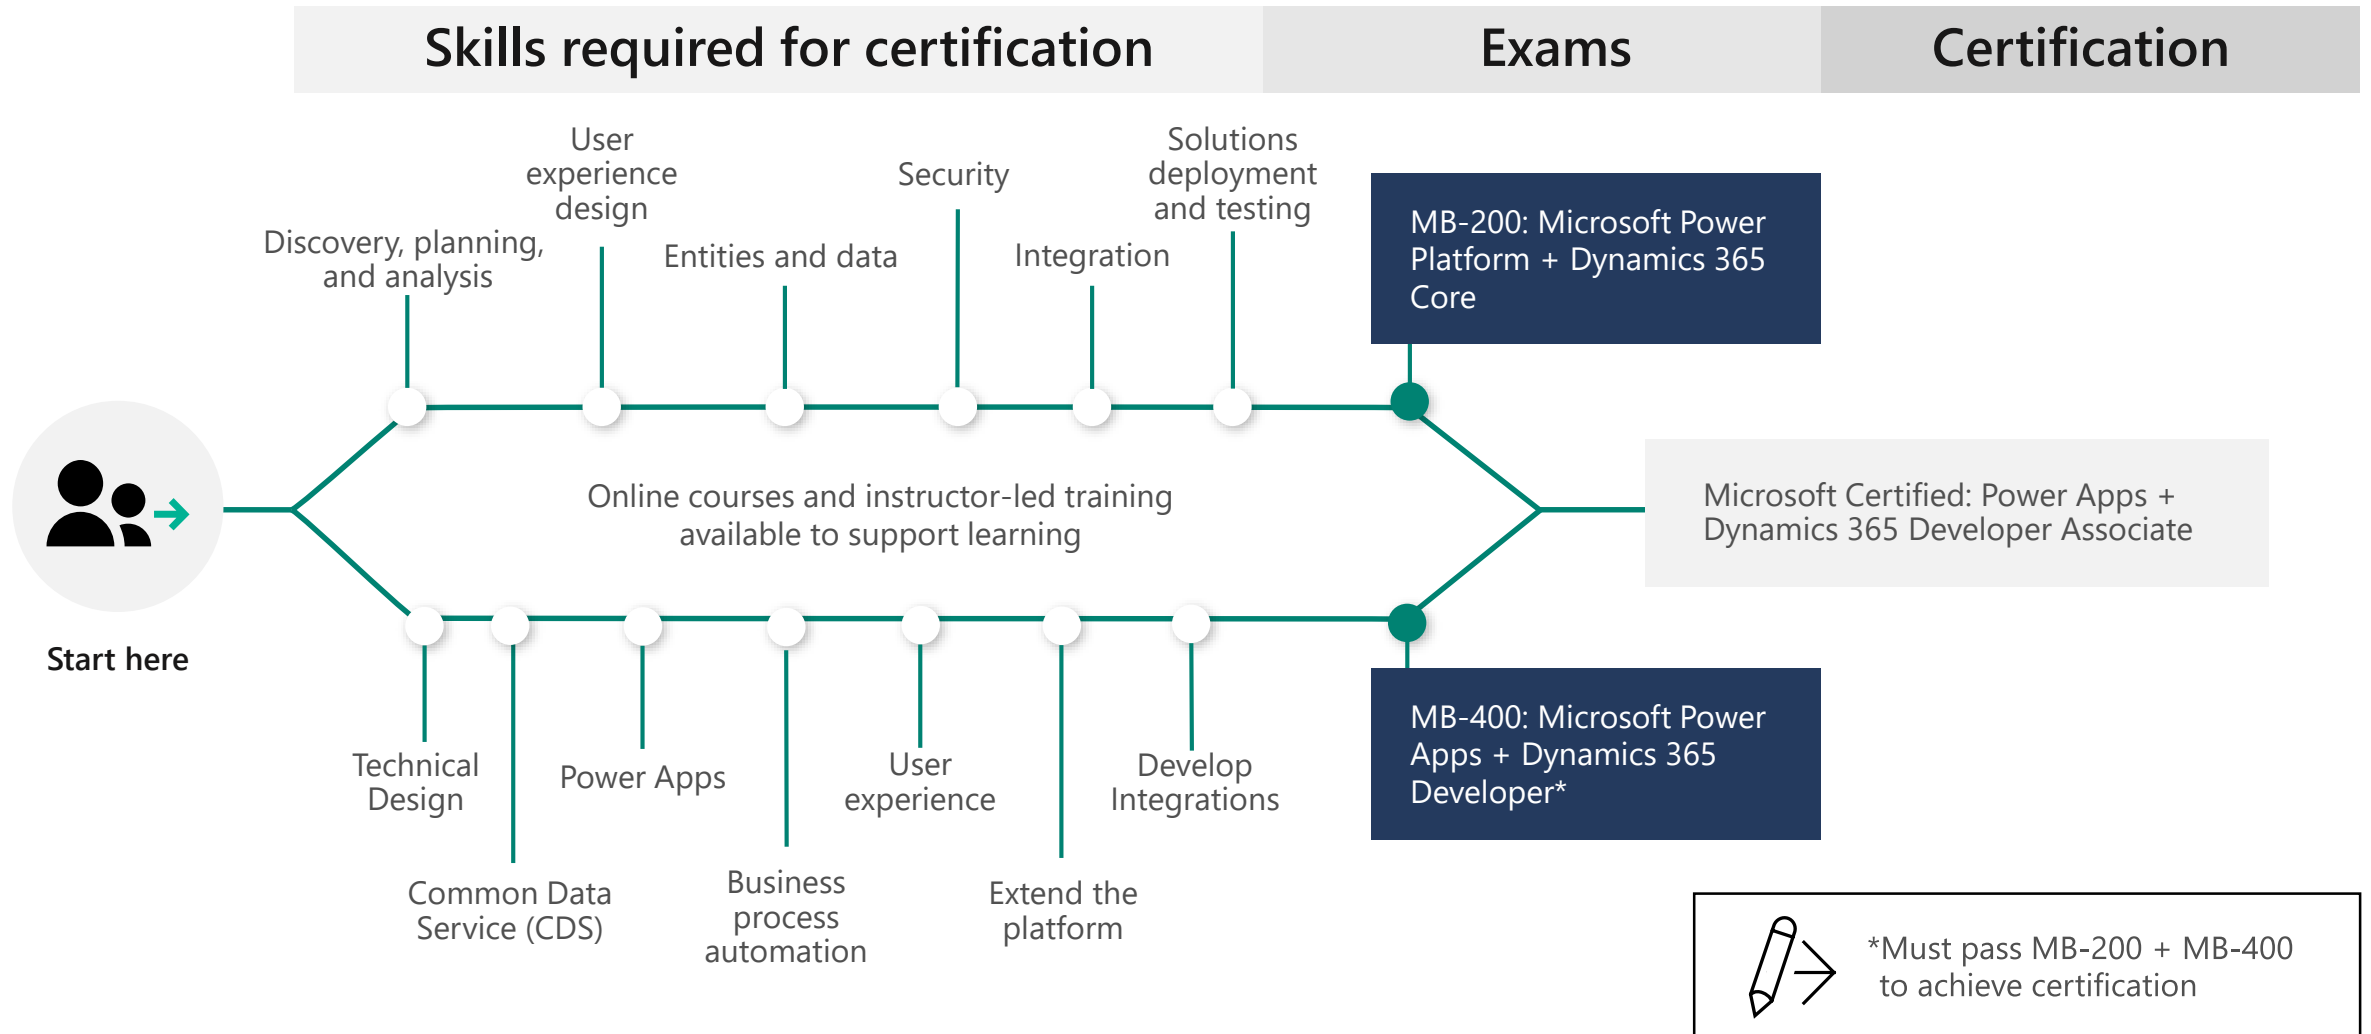 Skills required for certification
Exams
Certification
Discovery, planning,
and analysis
User
experience
design
Entities and data
Security
Integration
Solutions
deployment
and testing
MB-200: Microsoft Power
Platform + Dynamics 365
Core
Start here
Online courses and instructor-led training
available to support learning
Microsoft Certified: Power Apps +
Dynamics 365 Developer Associate
Technical
Design
Common Data
Service (CDS)
Power Apps
Business
process
automation
User
experience
Extend the
platform
Develop
Integrations
MB-400: Microsoft Power
Apps + Dynamics 365
Developer*
*Must pass MB-200 + MB-400
to achieve certification